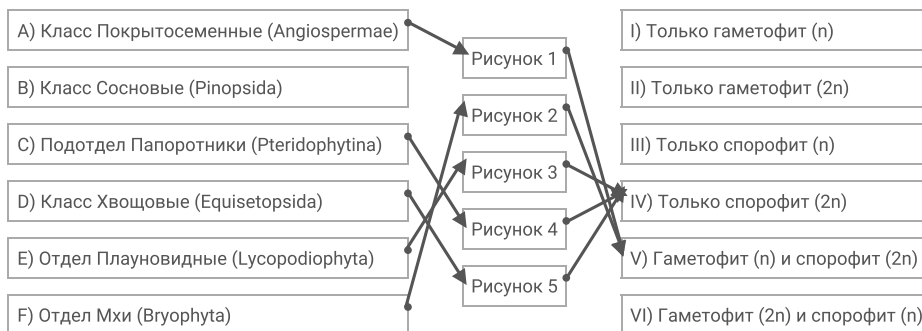 A) Класс Покрытосеменные (Angiospermae)
B) Класс Сосновые (Pinopsida)
C) Подотдел Папоротники (Pteridophytina)
D) Класс Хвощовые (Equisetopsida)
E) Отдел Плауновидные (Lycopodiophyta)
F) Отдел Мхи (Bryophyta)
Рисунок 1
Рисунок 2
Рисунок 3
Рисунок 4
Рисунок 5
I) Только гаметофит (n)
II) Только гаметофит (2n)
III) Только спорофит (n)
IV) Только спорофит (2n)
V) Гаметофит (n) и спорофит (2n)
VI) Гаметофит (2n) и спорофит (n)